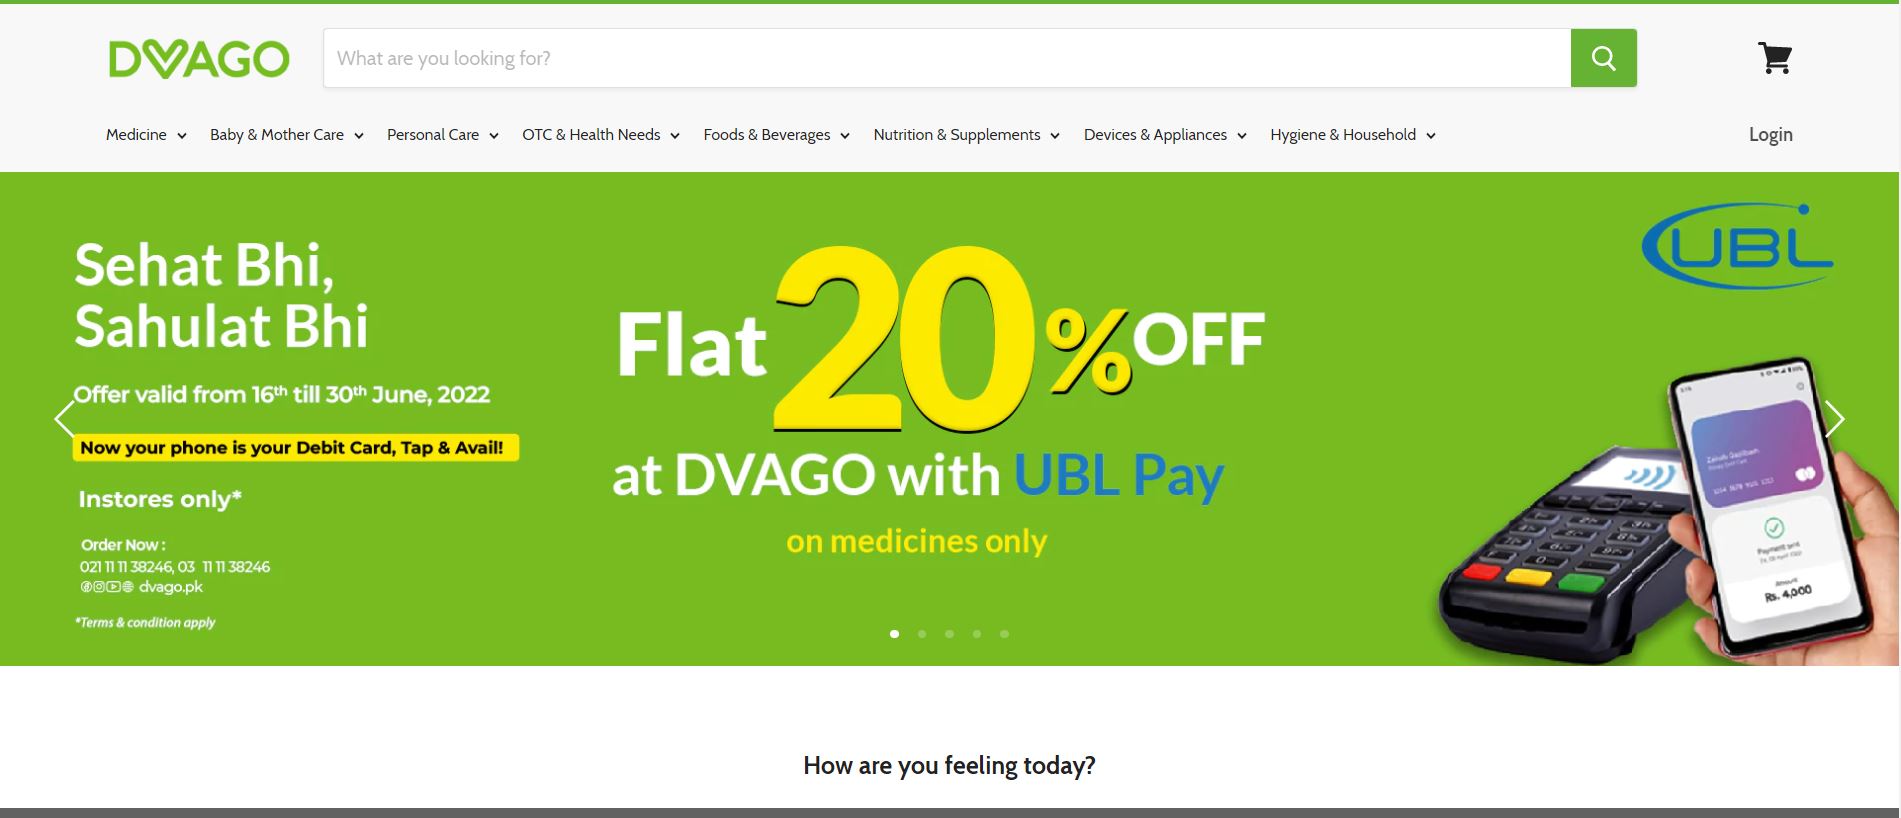 DVAGO
What are you looking for?
Medicine
Baby & Mother Care
Personal Care
OTC & Health Needs
Foods & Beverages
Nutrition & Supplements
Devices & Appliances
Hygiene & Household
Login
Sehat Bhi,
Sahulat Bhi
Offer valid from 16th till 30th June, 2022
Now your phone is your Debit Card, Tap & Avail!
Instores only*
Order Now :
021 11 11 38246, 03 11 11 38246
dvago.pk
*Terms & condition apply
Flat 20% OFF
at DVAGO with UBL Pay
on medicines only
UBL
Payment sent
Amount
Rs. 4,000
How are you feeling today?